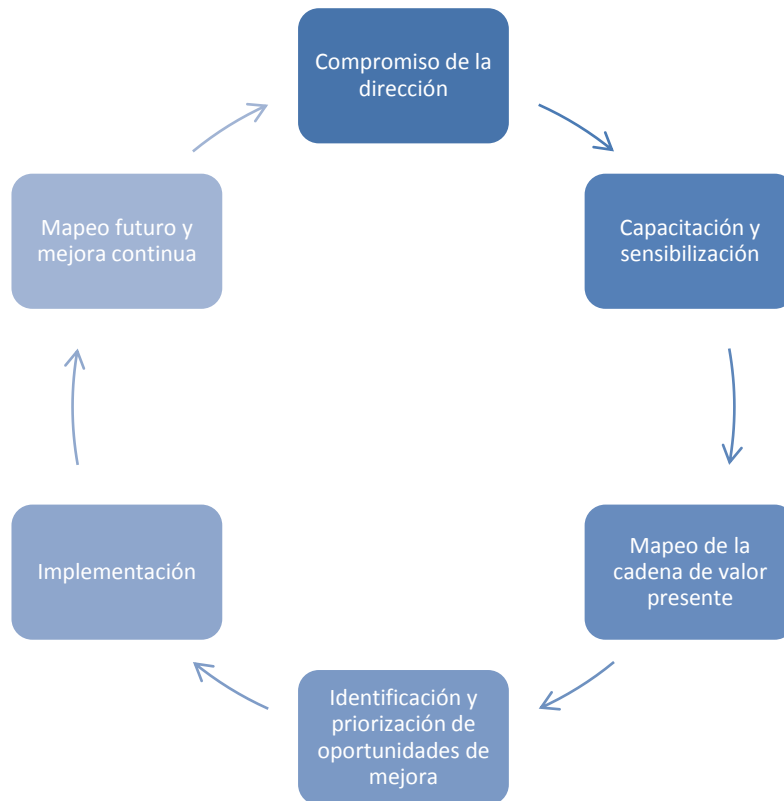 Compromiso de la
dirección
Capacitación y
sensibilización
Mapeo de la
cadena de valor
presente
Identificación y
priorización de
oportunidades de
mejora
Implementación
Mapeo futuro y
mejora continua